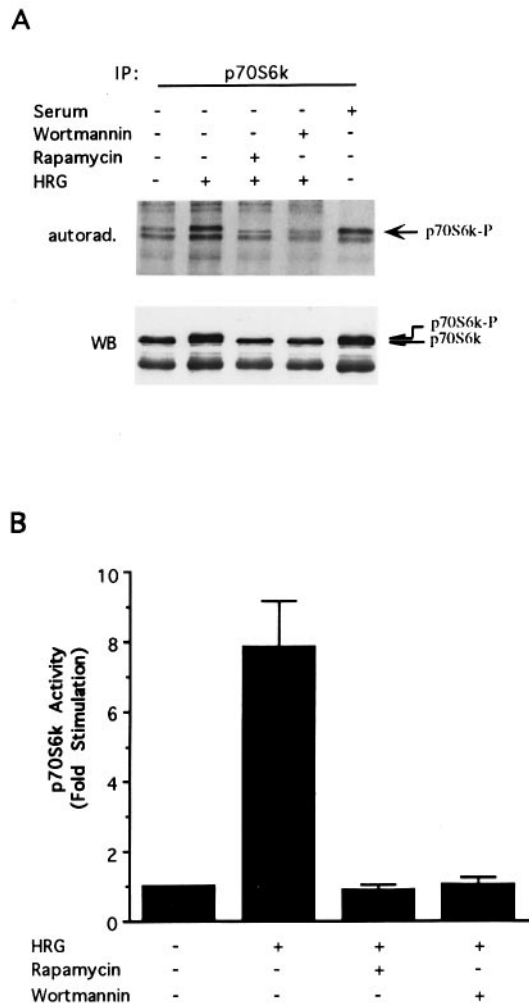 A
IP: p70S6k
Serum - - - - +
Wortmannin - - - + -
Rapamycin - - + - -
HRG - + + + -
autorad. p70S6k-P
p70S6k-P
WB p70S6k
B
p70S6k Activity
(Fold Stimulation)
10
8
6
4
2
0
HRG - + + +
Rapamycin - - + -
Wortmannin - - - +